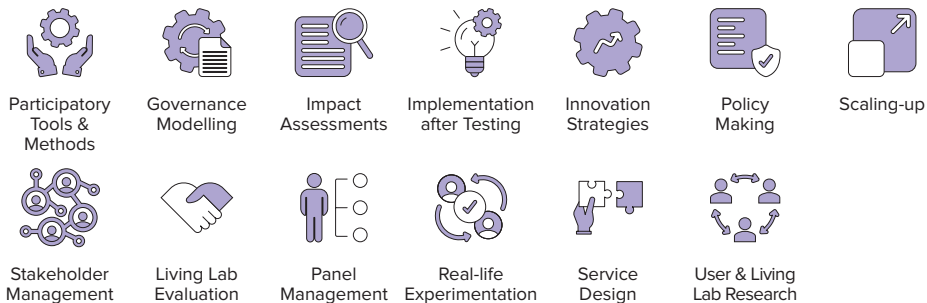 Participatory
Tools &
Methods
Governance
Modelling
Impact
Assessments
Implementation
after Testing
Innovation
Strategies
Policy
Making
Scaling-up
Stakeholder
Management
Living Lab
Evaluation
Panel
Management
Real-life
Experimentation
Service
Design
User & Living
Lab Research